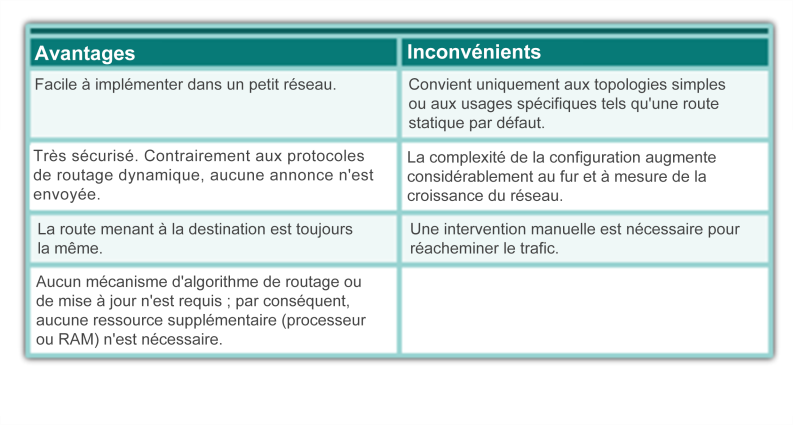 Avantages
Inconvénients
Facile à implémenter dans un petit réseau.
Convient uniquement aux topologies simples
ou aux usages spécifiques tels qu'une route
statique par défaut.
Très sécurisé. Contrairement aux protocoles
de routage dynamique, aucune annonce n'est
envoyée.
La complexité de la configuration augmente
considérablement au fur et à mesure de la
croissance du réseau.
La route menant à la destination est toujours
la même.
Une intervention manuelle est nécessaire pour
réacheminer le trafic.
Aucun mécanisme d'algorithme de routage ou
de mise à jour n'est requis ; par conséquent,
aucune ressource supplémentaire (processeur
ou RAM) n'est nécessaire.